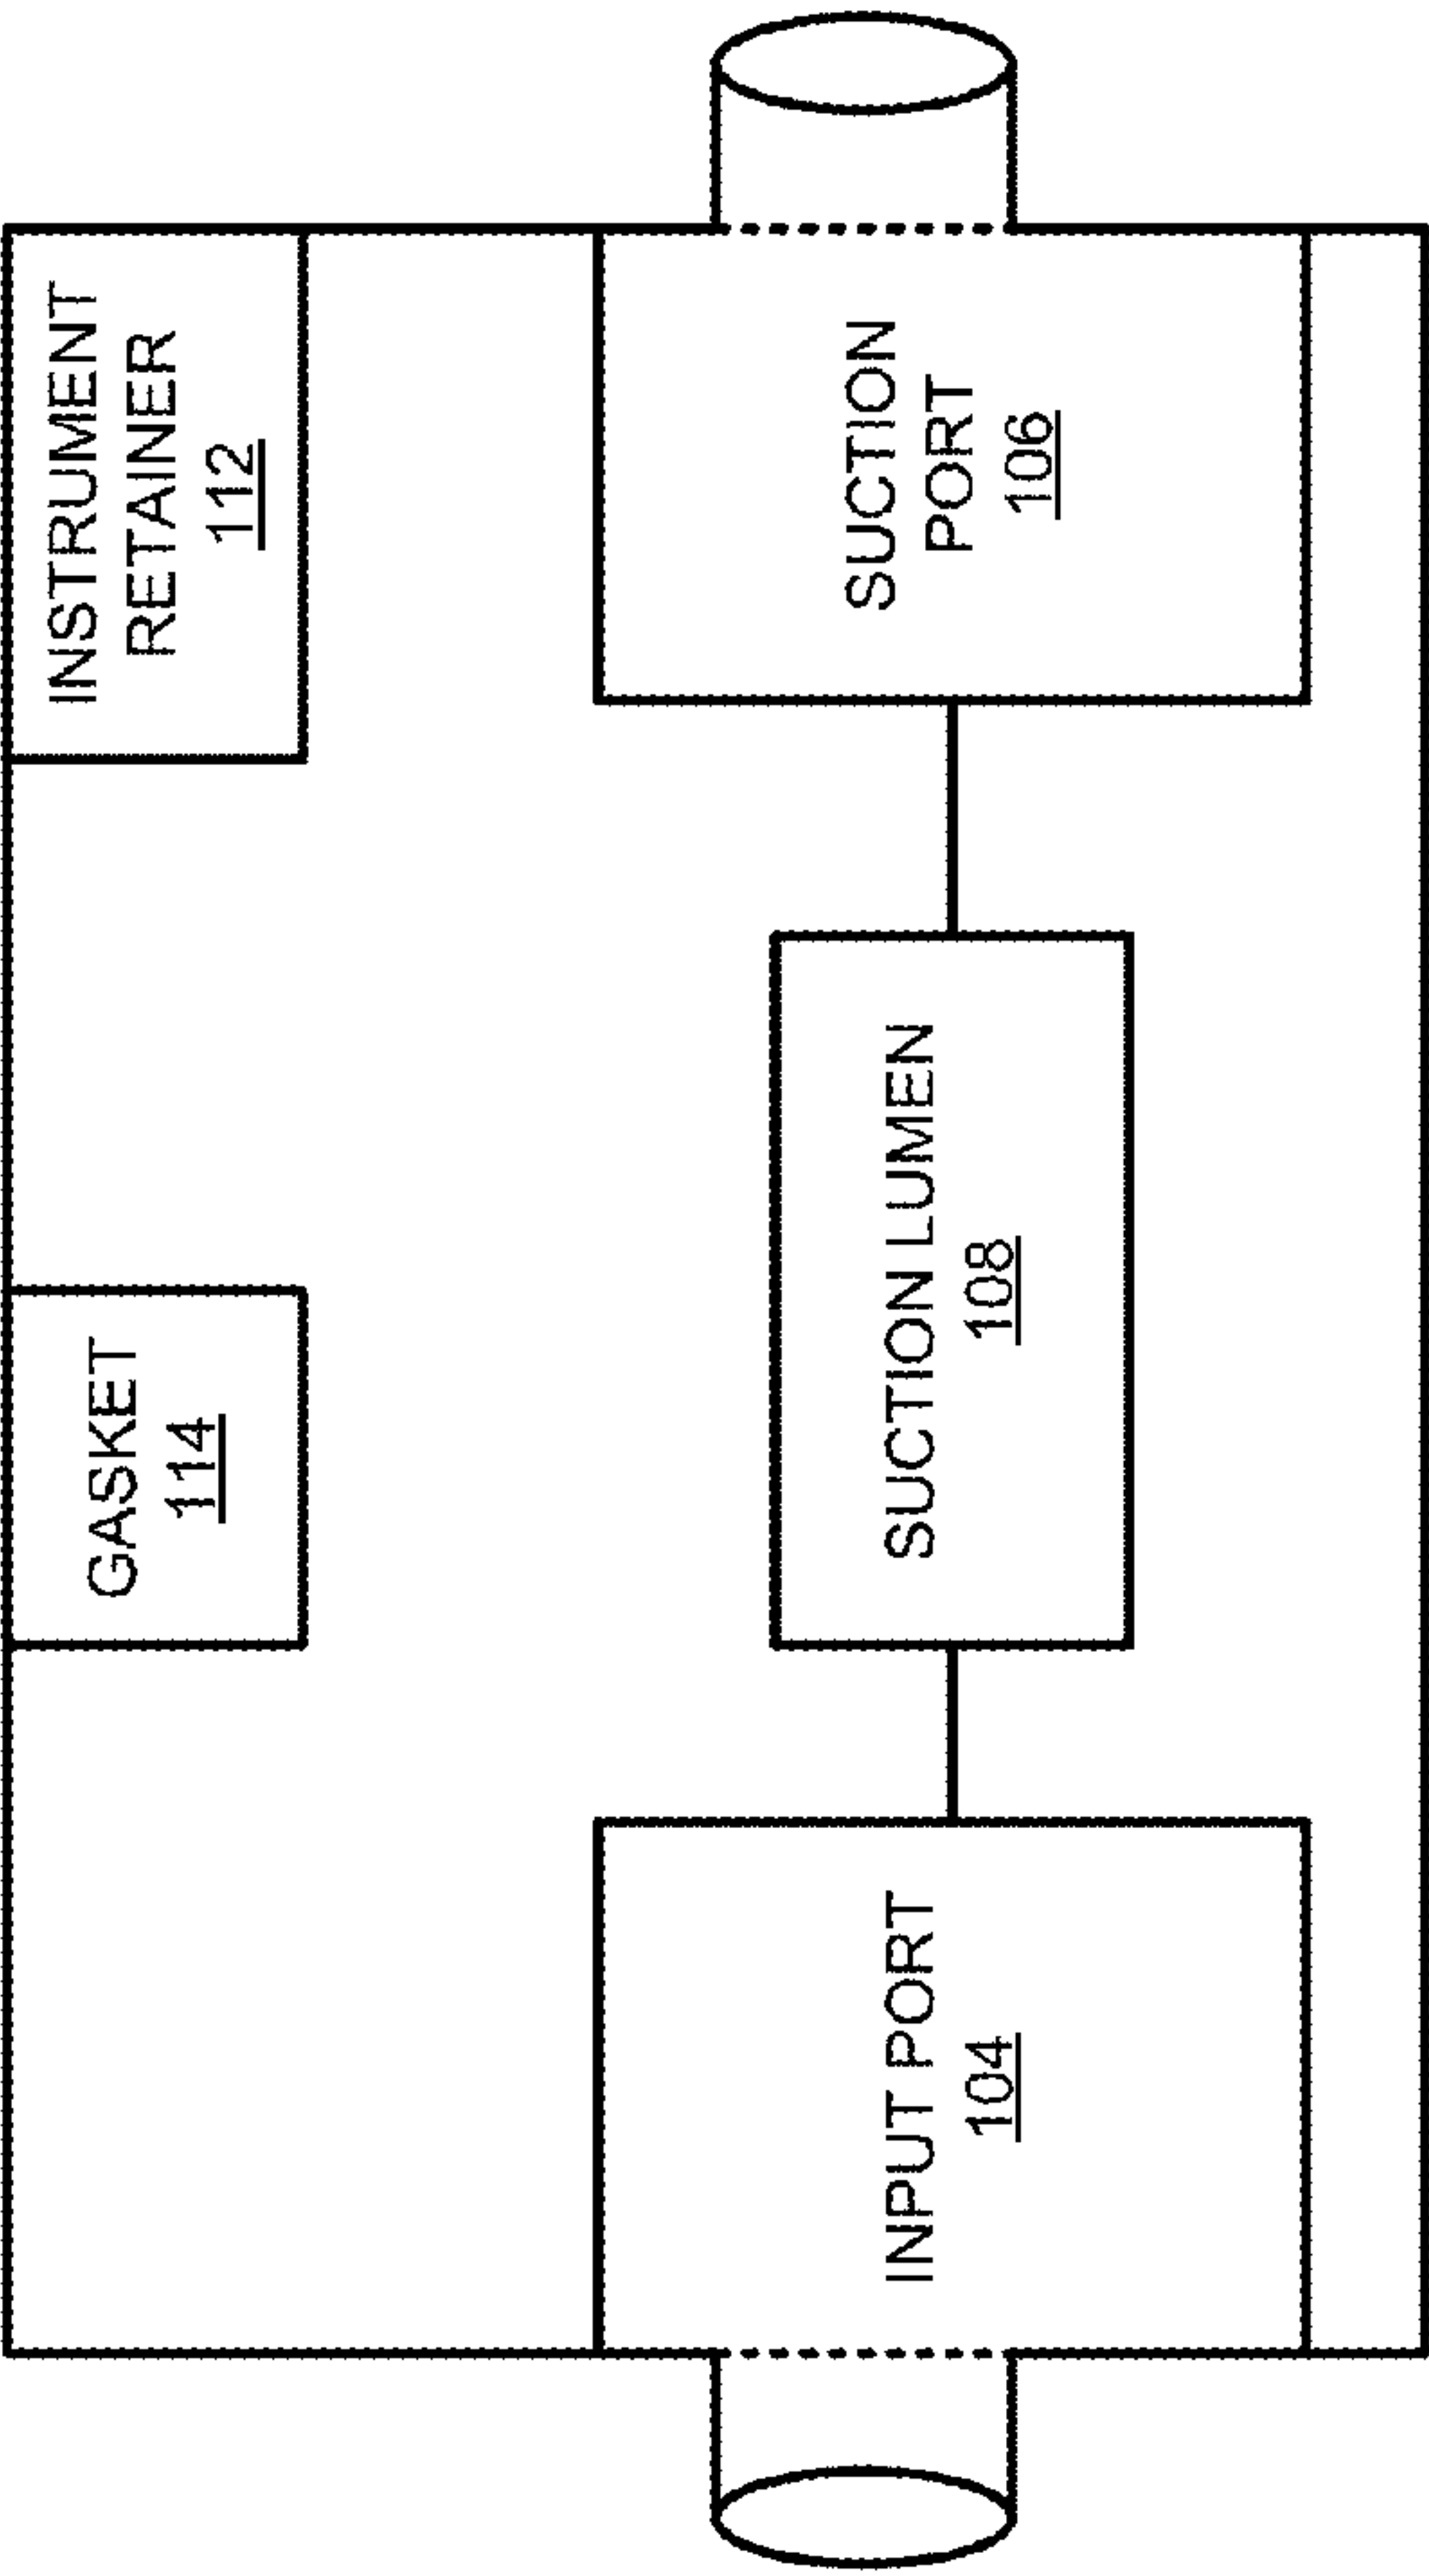 GASKET
114
INSTRUMENT
RETAINER
112
INPUT PORT
104
SUCTION LUMEN
108
SUCTION
PORT
106